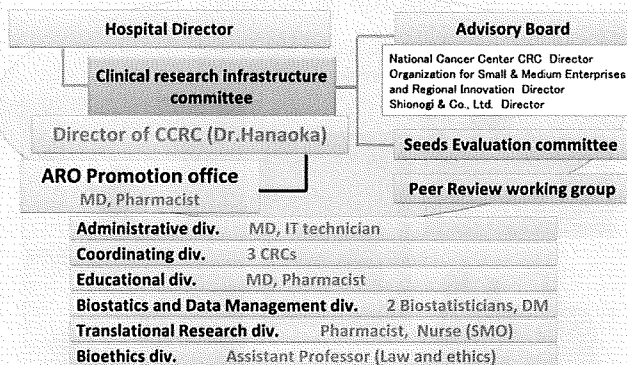 Hospital Director
Clinical research infrastructure
committee
Director of CCRC (Dr.Hanaoka)
ARO Promotion office
MD, Pharmacist
Advisory Board
National Cancer Center CRC Director
Organization for Small & Medium Enterprises
and Regional Innovation Director
Shionogi & Co., Ltd. Director
Seeds Evaluation committee
Peer Review working group
Administrative div. MD, IT technician
Coordinating div. 3 CRCs
Educational div. MD, Pharmacist
Biostatics and Data Management div. 2 Biostatisticians, DM
Translational Research div. Pharmacist, Nurse (SMO)
Bioethics div. Assistant Professor (Law and ethics)